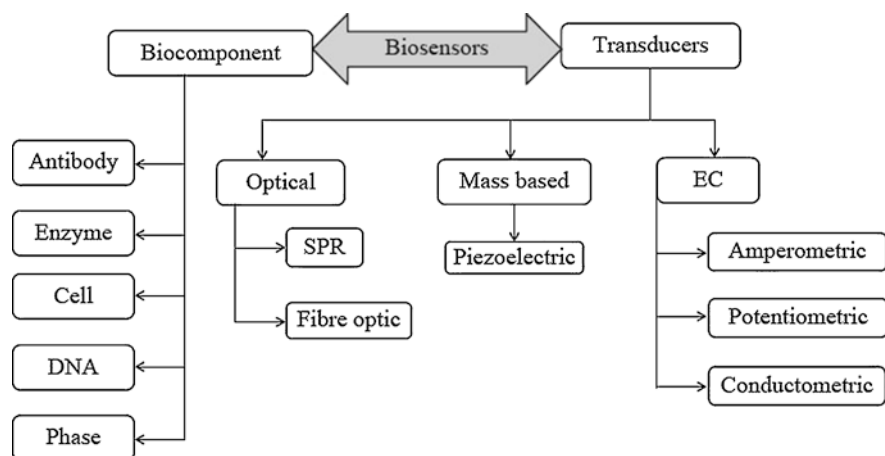 Biocomponent
Biosensors
Transducers
Antibody
Enzyme
Cell
DNA
Phase
Optical
SPR
Fibre optic
Mass based
Piezoelectric
EC
Amperometric
Potentiometric
Conductometric